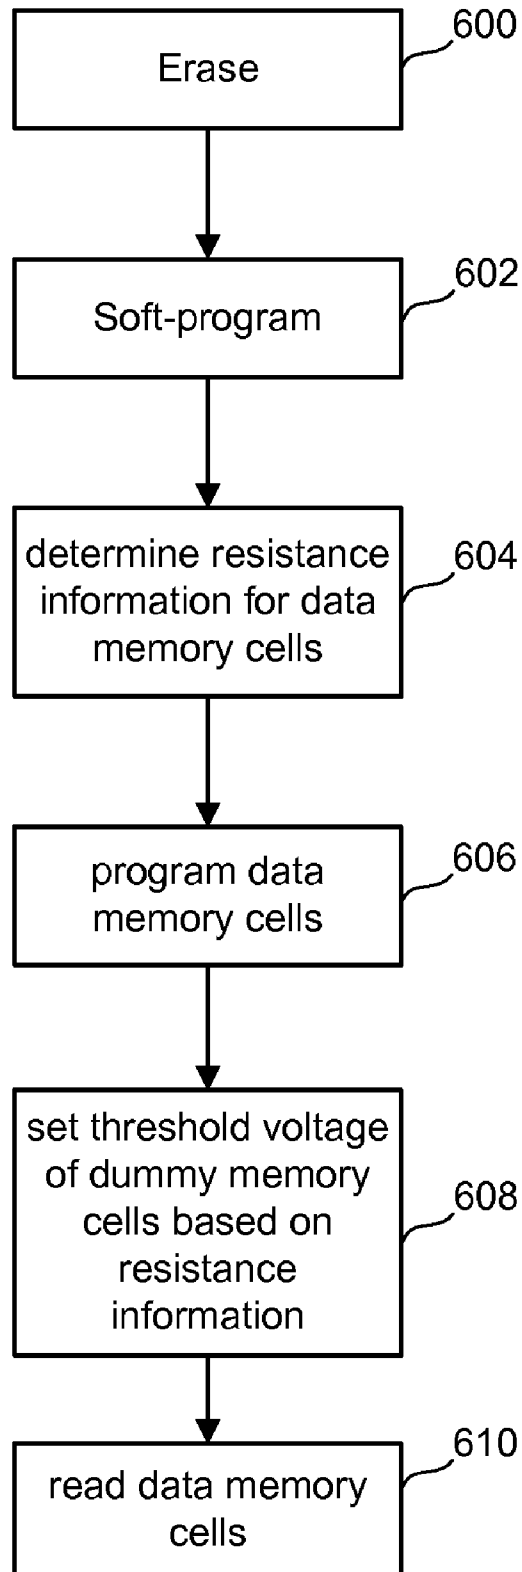 600
Erase
602
Soft-program
604
determine resistance
information for data
memory cells
606
program data
memory cells
608
set threshold voltage
of dummy memory
cells based on
resistance
information
610
read data memory
cells